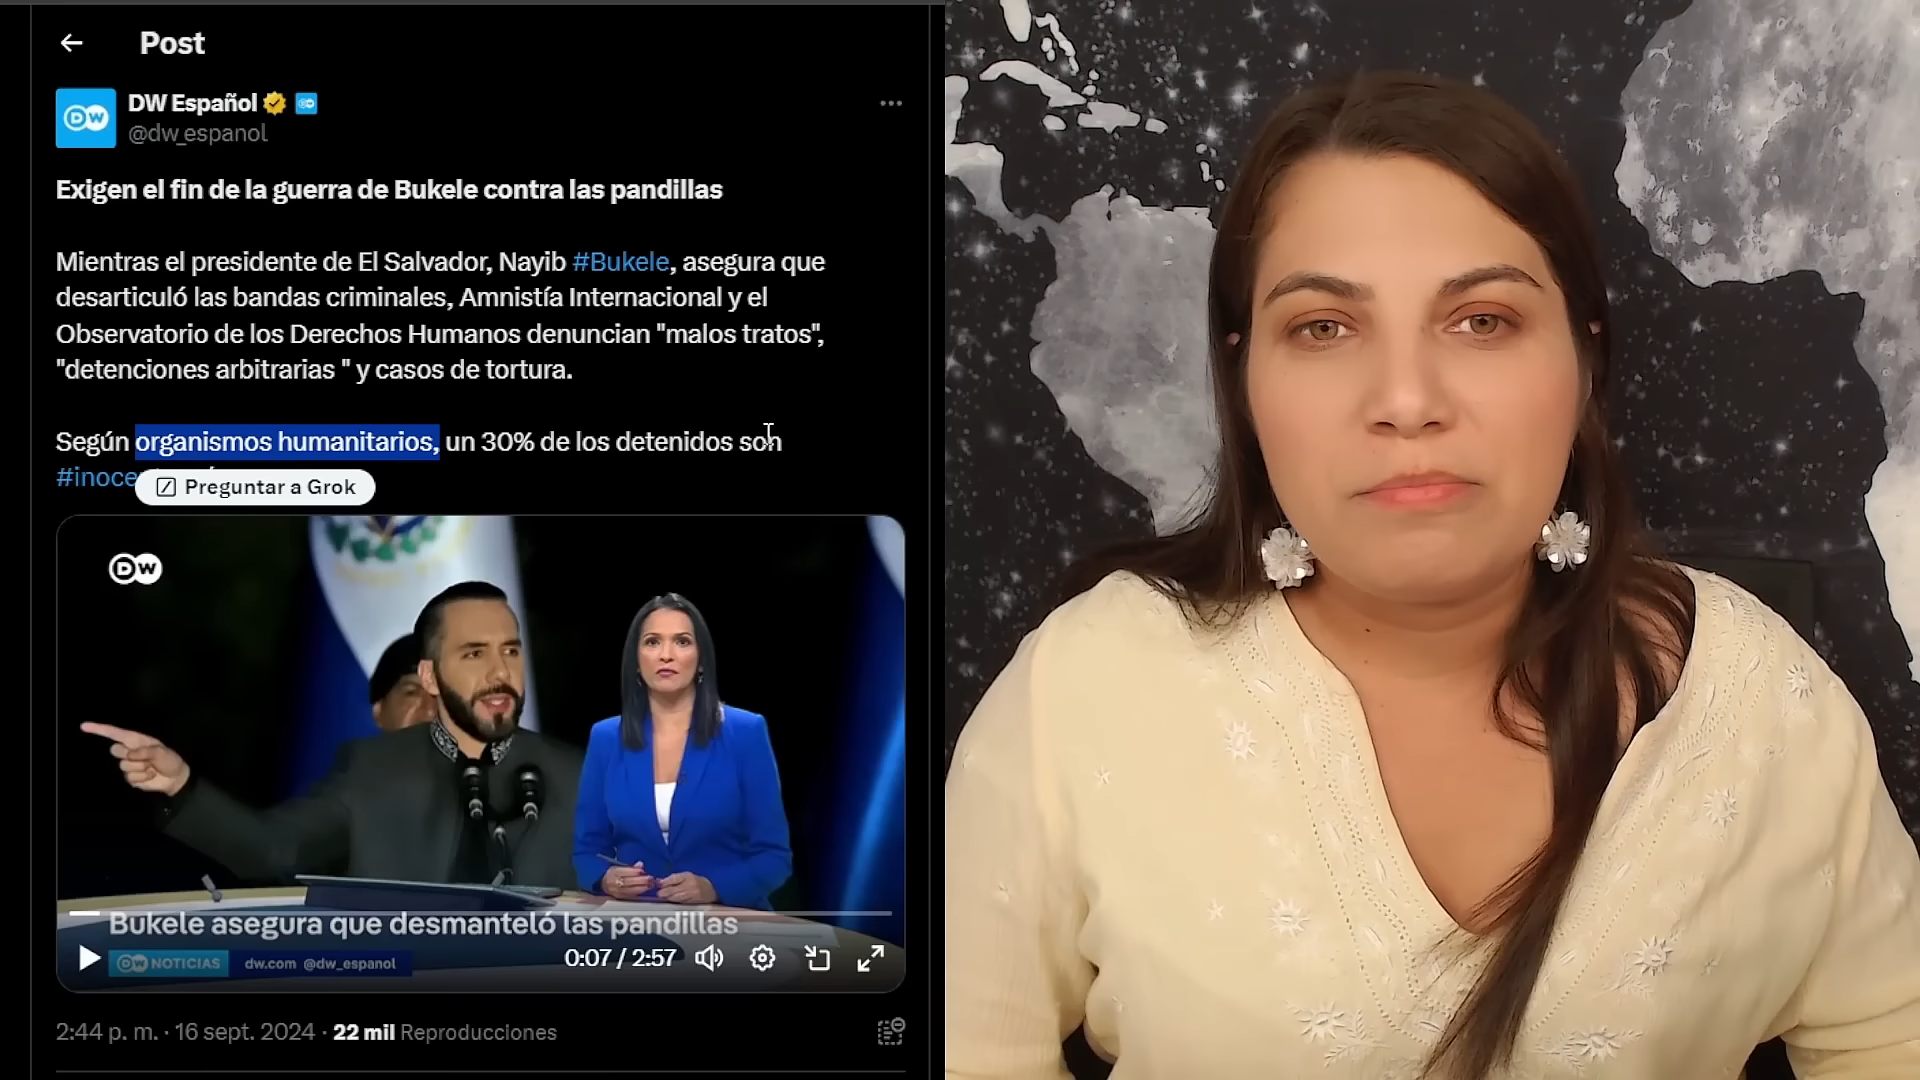 Post
DW Español
@dw_espanol
Exigen el fin de la guerra de Bukele contra las pandillas
Mientras el presidente de El Salvador, Nayib #Bukele, asegura que
desarticuló las bandas criminales, Amnistía Internacional y el
Observatorio de los Derechos Humanos denuncian "malos tratos",
"detenciones arbitrarias " y casos de tortura.
Según organismos humanitarios, un 30% de los detenidos son
#inoce
Preguntar a Grok
DW
Bukele asegura que desmanteló las pandillas
0:07 / 2:57
DW NOTICIAS dw.com @dw_espanol
2:44 p. m. · 16 sept. 2024 · 22 mil Reproducciones